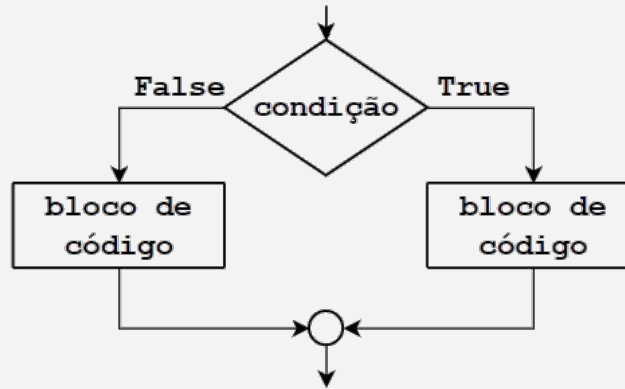 False
condição
True
bloco de
código
bloco de
código